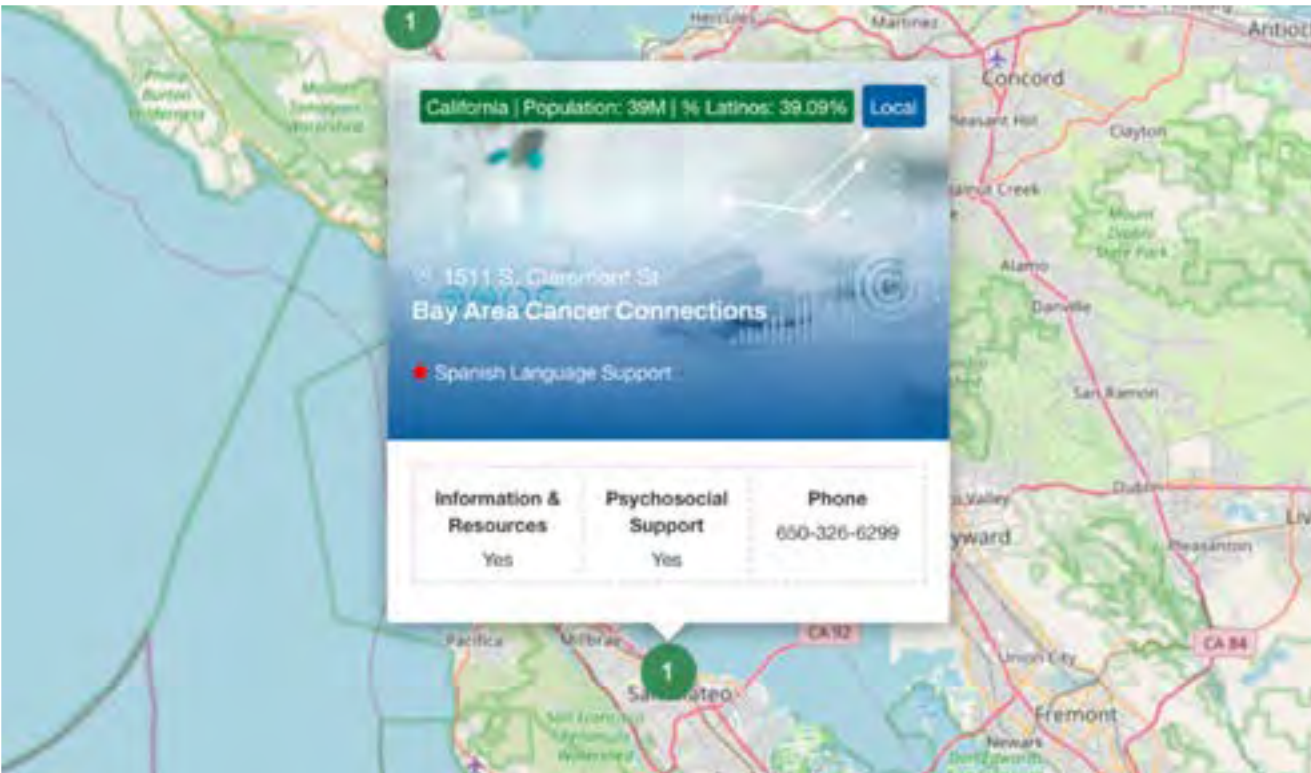 1
Hercules
Martinez
Antioc
Concord
California | Population: 39M | % Latinos: 39.09%
Local
Pleasant Hill
Clayton
Walnut Creek
Mount
Diablo
State Park
Alamo
Danville
1511 S. Claremont St
Bay Area Cancer Connections
Spanish Language Support
San Ramon
Information &
Resources
Yes
Psychosocial
Support
Yes
Phone
650-326-6299
Valley
Dublin
yward
Pleasanton
Pacifica
Millbrae
CA 92
CA 84
1
San Mateo
Union City
Fremont
Newark